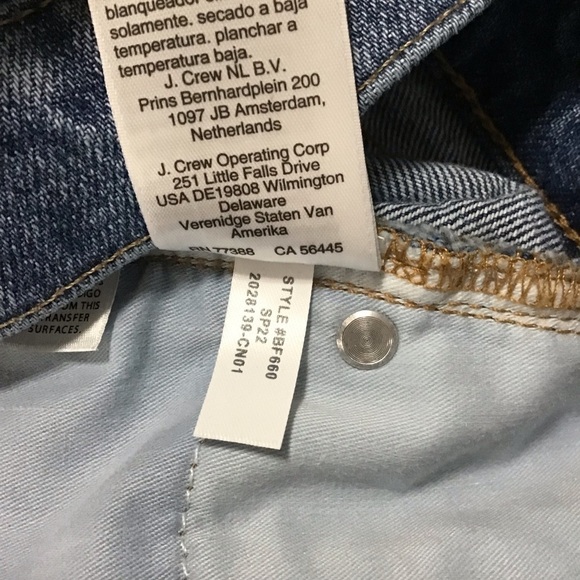 blanqueador
solamente. secado a baja
temperatura. planchar a
temperatura baja.
J. Crew NL B.V.
Prins Bernhardplein 200
1097 JB Amsterdam,
Netherlands
J. Crew Operating Corp
251 Little Falls Drive
USA DE19808 Wilmington
Delaware
Verenidge Staten Van
Amerika
RN 77388 CA 56445
STYLE #BF660
SP22
2028139-CN01
THIS
TRANSFER
SURFACES.